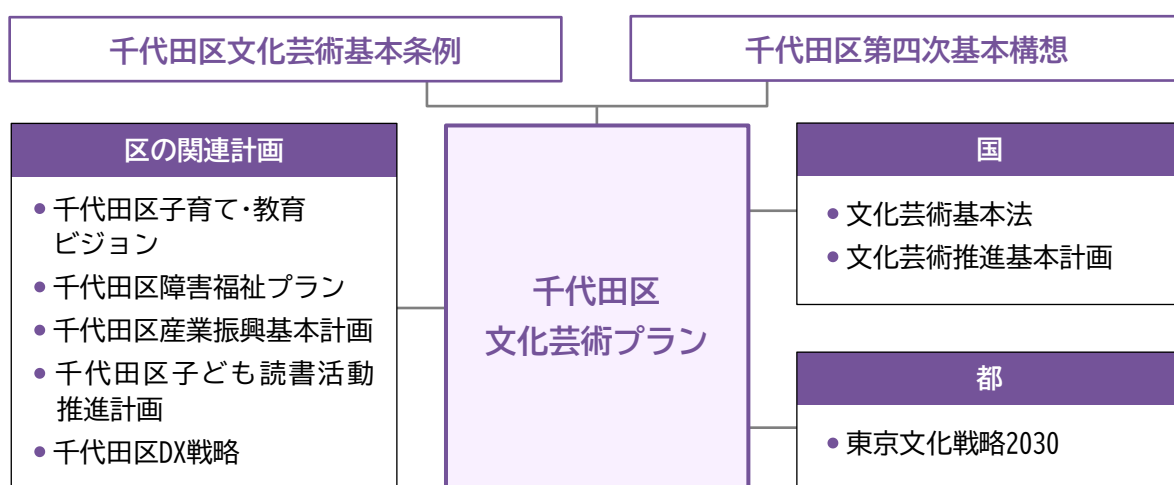 千代田区文化芸術基本条例
千代田区第四次基本構想
区の関連計画
•千代田区子育て･教育
ビジョン
•千代田区障害福祉プラン
•千代田区産業振興基本計画
•千代田区子ども読書活動
推進計画
•千代田区DX戦略
千代田区
文化芸術プラン
国
•文化芸術基本法
•文化芸術推進基本計画
都
•東京文化戦略2030